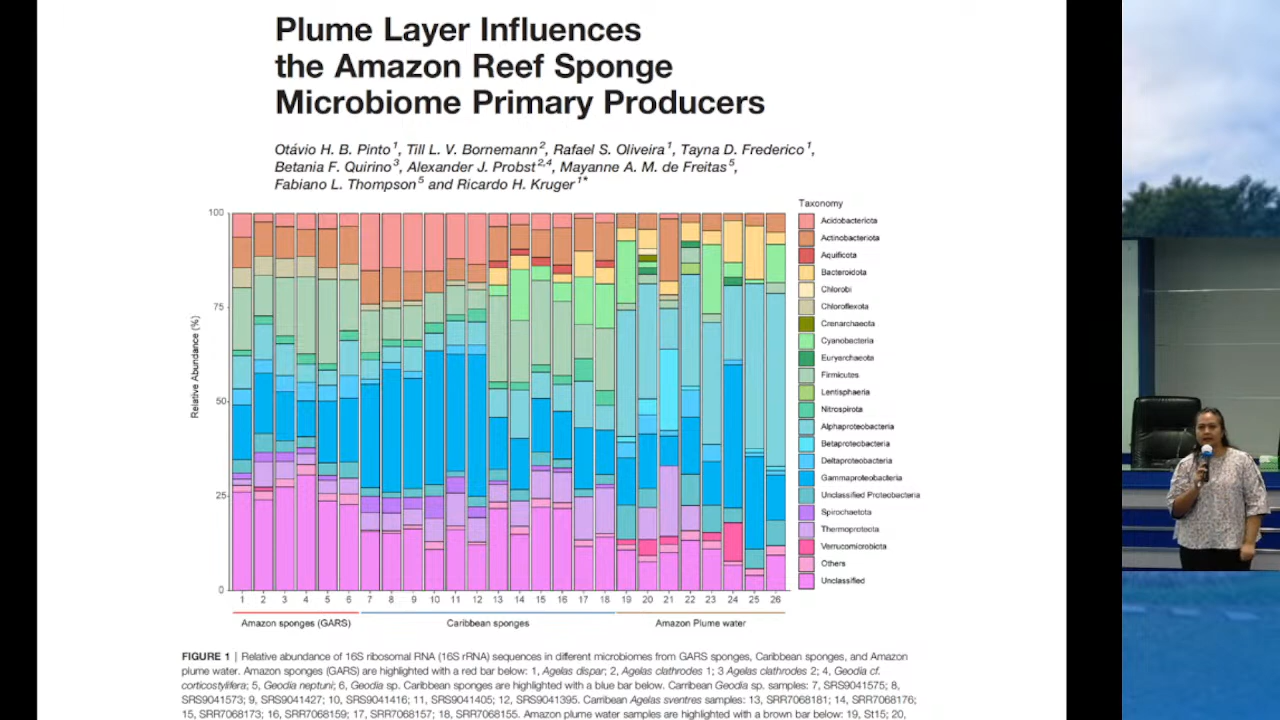 Plume Layer Influences
the Amazon Reef Sponge
Microbiome Primary Producers
Otávio H. B. Pinto1, Till L. V. Bornemann2, Rafael S. Oliveira1, Tayna D. Frederico1,
Betania F. Quirino3, Alexander J. Probst2,4, Mayanne A. M. de Freitas5,
Fabiano L. Thompson5 and Ricardo H. Kruger1*
Relative Abundance (%)
100
75
50
25
0
1 2 3 4 5 6 7 8 9 10 11 12 13 14 15 16 17 18 19 20 21 22 23 24 25 26
Amazon sponges (GARS) Caribbean sponges Amazon Plume water
Taxonomy
Acidobacteriota
Actinobacteriota
Aquificota
Bacteroidota
Chlorobi
Chloroflexota
Crenarchaeota
Cyanobacteria
Euryarchaeota
Firmicutes
Lentisphaeria
Nitrospirota
Alphaproteobacteria
Betaproteobacteria
Deltaproteobacteria
Gammaproteobacteria
Unclassified Proteobacteria
Spirochaetota
Thermoproteota
Verrucomicrobiota
Others
Unclassified
FIGURE 1 | Relative abundance of 16S ribosomal RNA (16S rRNA) sequences in different microbiomes from GARS sponges, Caribbean sponges, and Amazon
plume water. Amazon sponges (GARS) are highlighted with a red bar below: 1, Agelas dispar; 2, Agelas clathrodes 1; 3 Agelas clathrodes 2; 4, Geodia cf.
corticostylifera; 5, Geodia neptuni; 6, Geodia sp. Caribbean sponges are highlighted with a blue bar below. Carribean Geodia sp. samples: 7, SRS9041575; 8,
SRS9041573; 9, SRS9041427; 10, SRS9041416; 11, SRS9041405; 12, SRS9041395. Carribean Agelas sventres samples: 13, SRR7068181; 14, SRR7068176;
15, SRR7068173; 16, SRR7068159; 17, SRR7068157; 18, SRR7068155. Amazon plume water samples are highlighted with a brown bar below: 19, St15; 20,